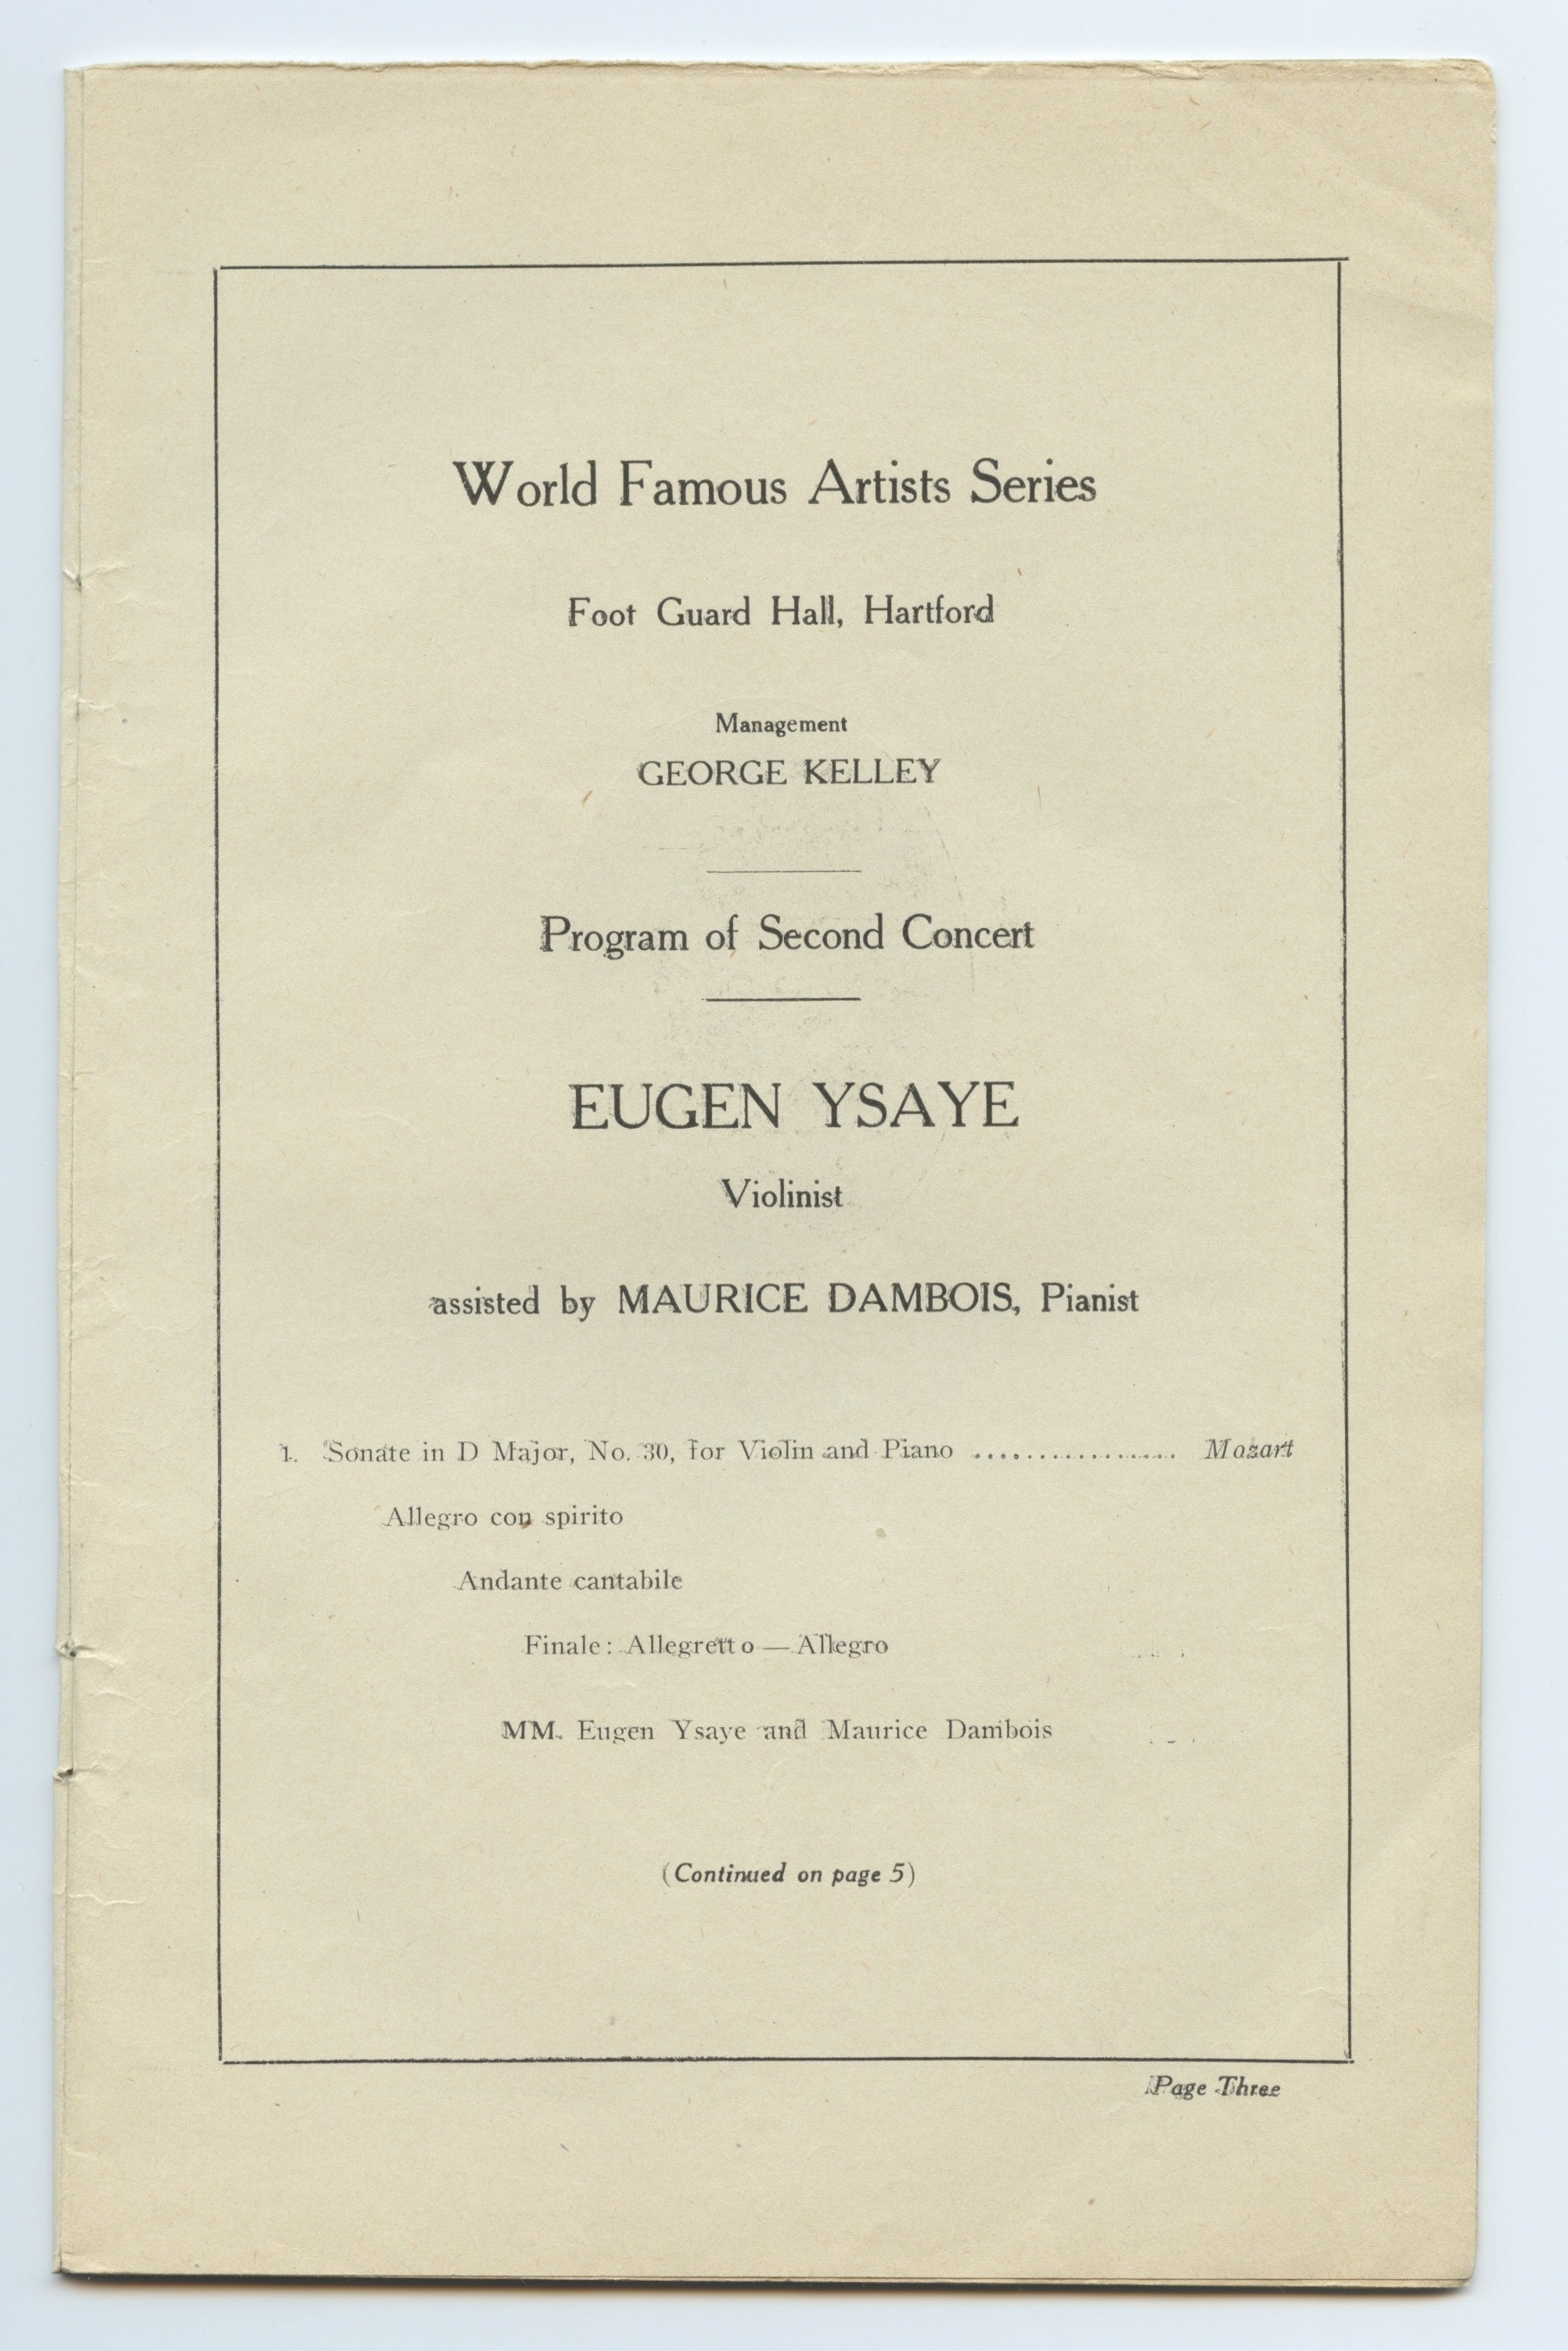 World Famous Artists Series
Foot Guard Hall, Hartford
Management
GEORGE KELLEY
Program of Second Concert
EUGEN YSAYE
Violinist
assisted by MAURICE DAMBOIS, Pianist
1. Sonate in D Major, No. 30, for Violin and Piano ................. Mozart
Allegro con spirito
Andante cantabile
Finale: Allegretto — Allegro
MM. Eugen Ysaye and Maurice Dambois
(Continued on page 5)
Page Three